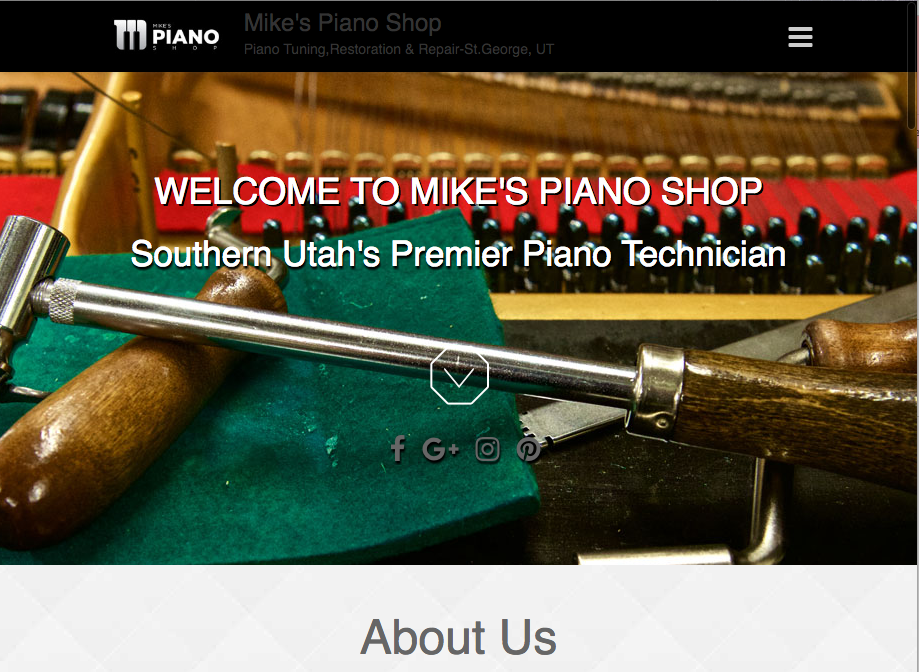 MIKE'S
PIANO
SHOP
Mike's Piano Shop
Piano Tuning,Restoration & Repair-St.George, UT
WELCOME TO MIKE'S PIANO SHOP
Southern Utah's Premier Piano Technician
About Us